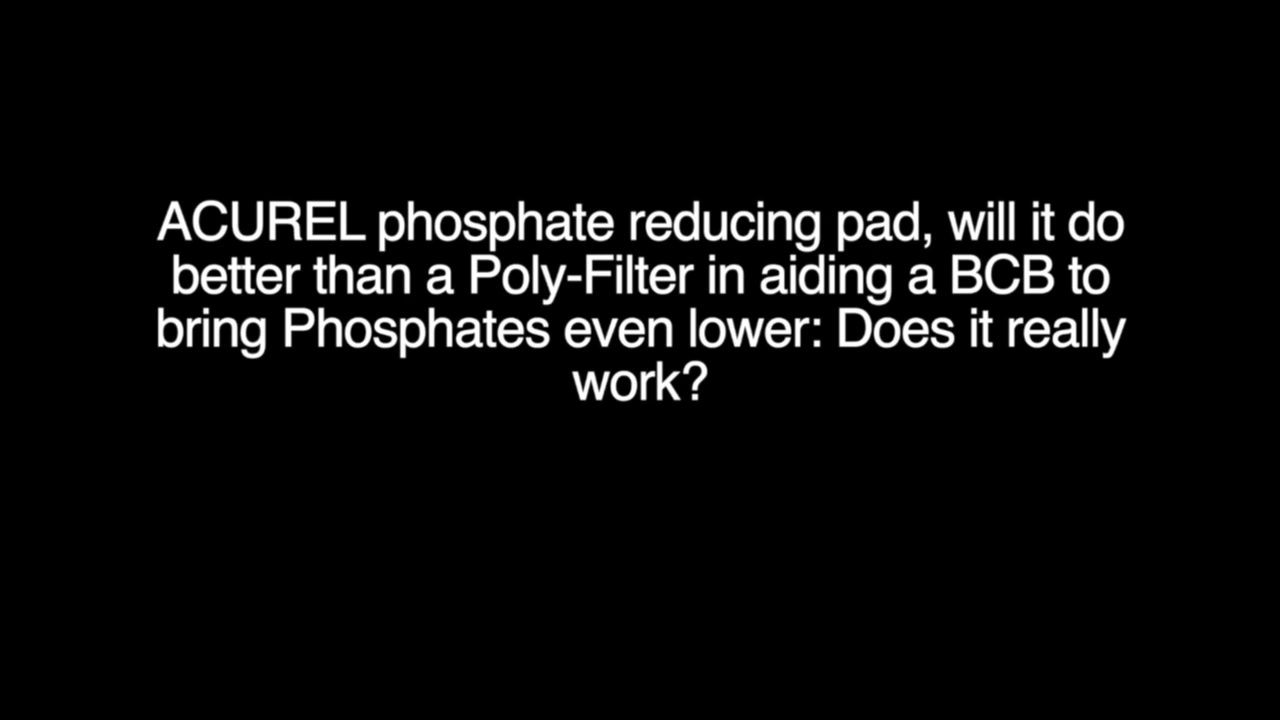 ACUREL phosphate reducing pad, will it do
better than a Poly-Filter in aiding a BCB to
bring Phosphates even lower: Does it really
work?